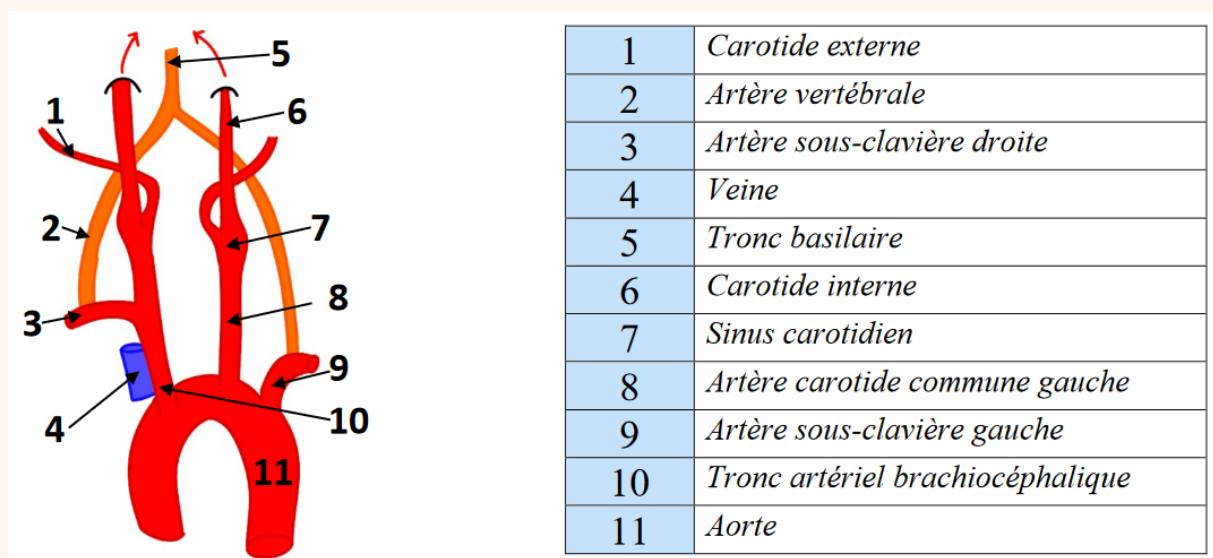 5
1
6
2
7
3
8
9
4
10
11
1 Carotide externe
2 Artère vertébrale
3 Artère sous-clavière droite
4 Veine
5 Tronc basilaire
6 Carotide interne
7 Sinus carotidien
8 Artère carotide commune gauche
9 Artère sous-clavière gauche
10 Tronc artériel brachiocéphalique
11 Aorte